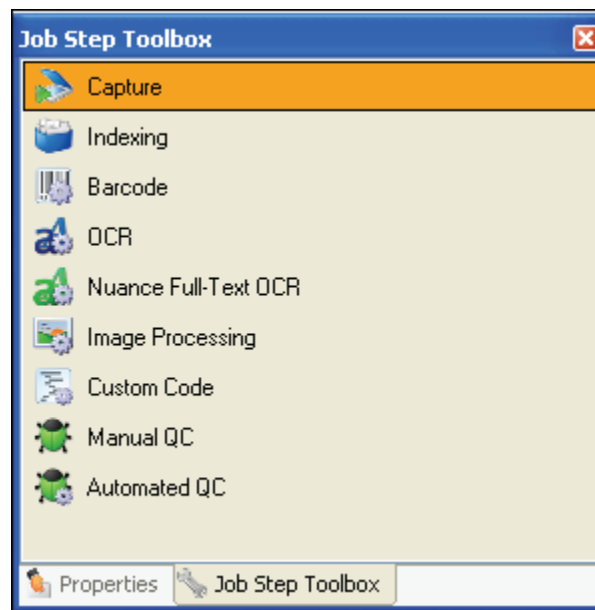 Job Step Toolbox
Capture
Indexing
Barcode
OCR
Nuance Full-Text OCR
Image Processing
Custom Code
Manual QC
Automated QC
Properties Job Step Toolbox